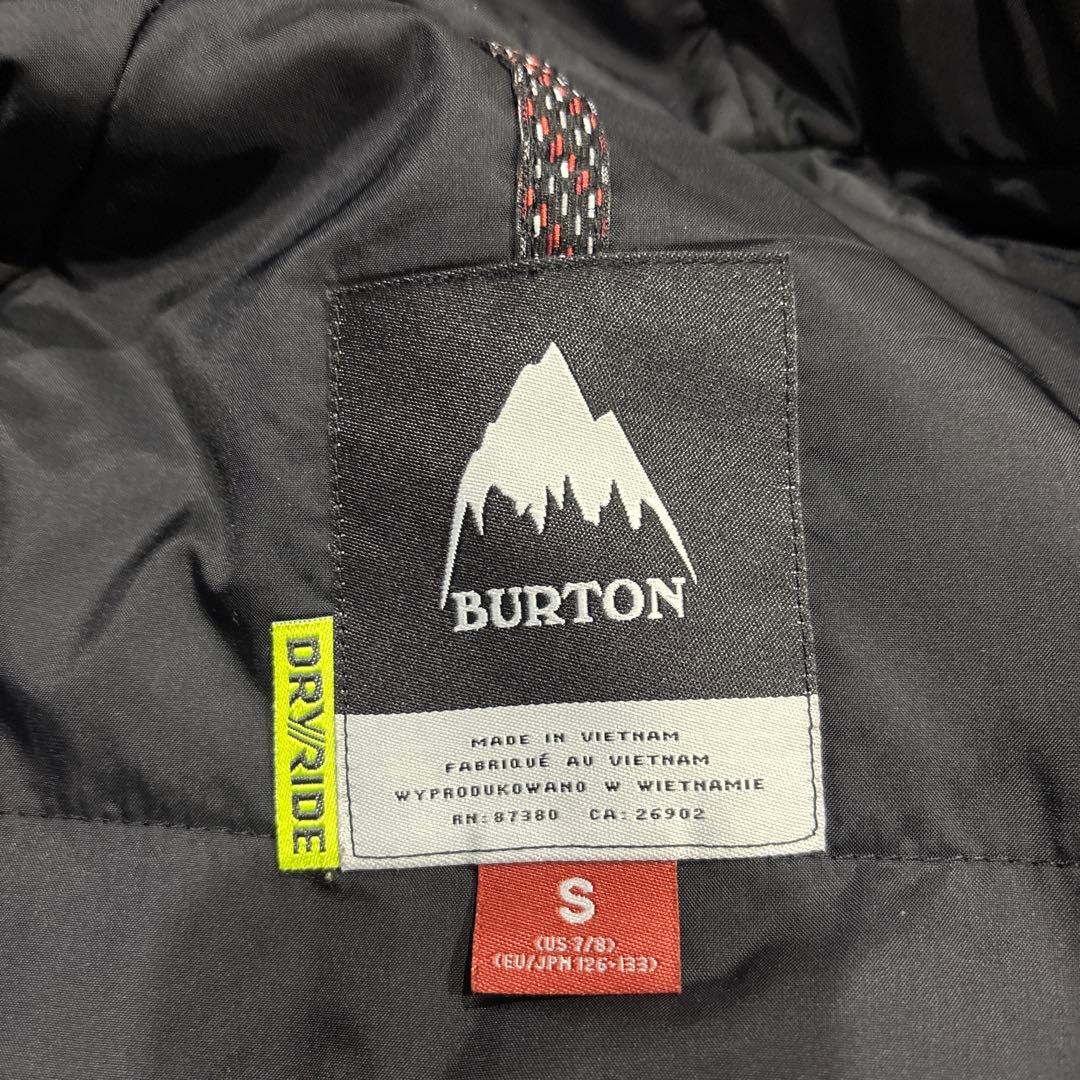 BURTON
DRY//RIDE
MADE IN VIETNAM
FABRIQUÉ AU VIETNAM
WYPRODUKOWANO W WIETNAMIE
RN: 87380 CA: 26902
S
(US 7/8)
(EU/JPN 126-133)